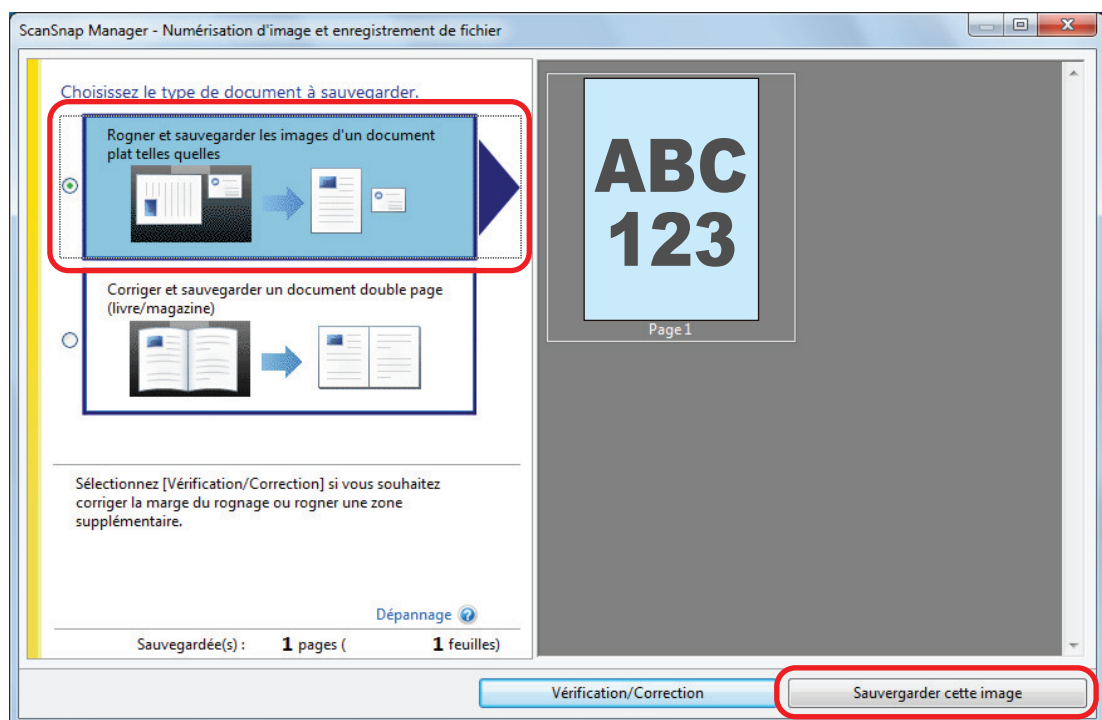 ScanSnap Manager - Numérisation d'image et enregistrement de fichier
Choisissez le type de document à sauvegarder.
Rogner et sauvegarder les images d'un document
plat telles quelles
Corriger et sauvegarder un document double page
(livre/magazine)
Sélectionnez [Vérification/Correction] si vous souhaitez
corriger la marge du rognage ou rogner une zone
supplémentaire.
Dépannage
Sauvegardée(s) : 1 pages ( 1 feuilles)
ABC
123
Page 1
Vérification/Correction
Sauvergarder cette image